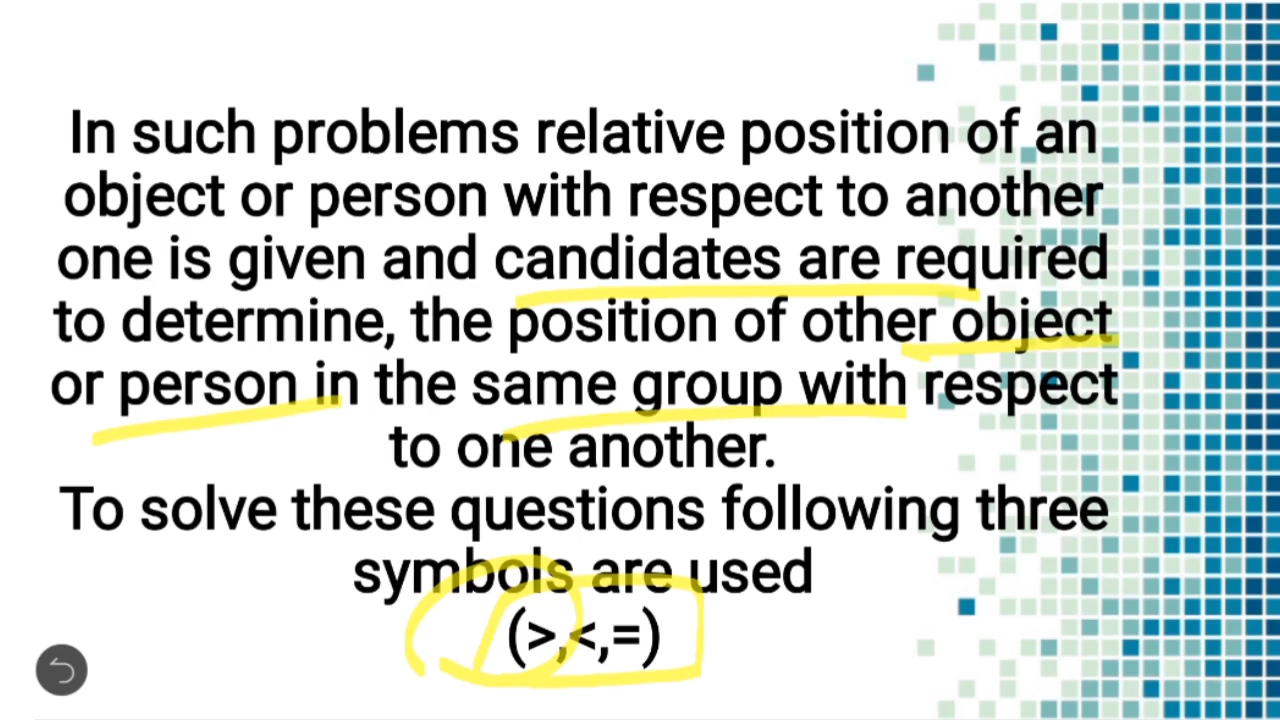 In such problems relative position of an
object or person with respect to another
one is given and candidates are required
to determine, the position of other object
or person in the same group with respect
to one another.
To solve these questions following three
symbols are used
(>,<,=)